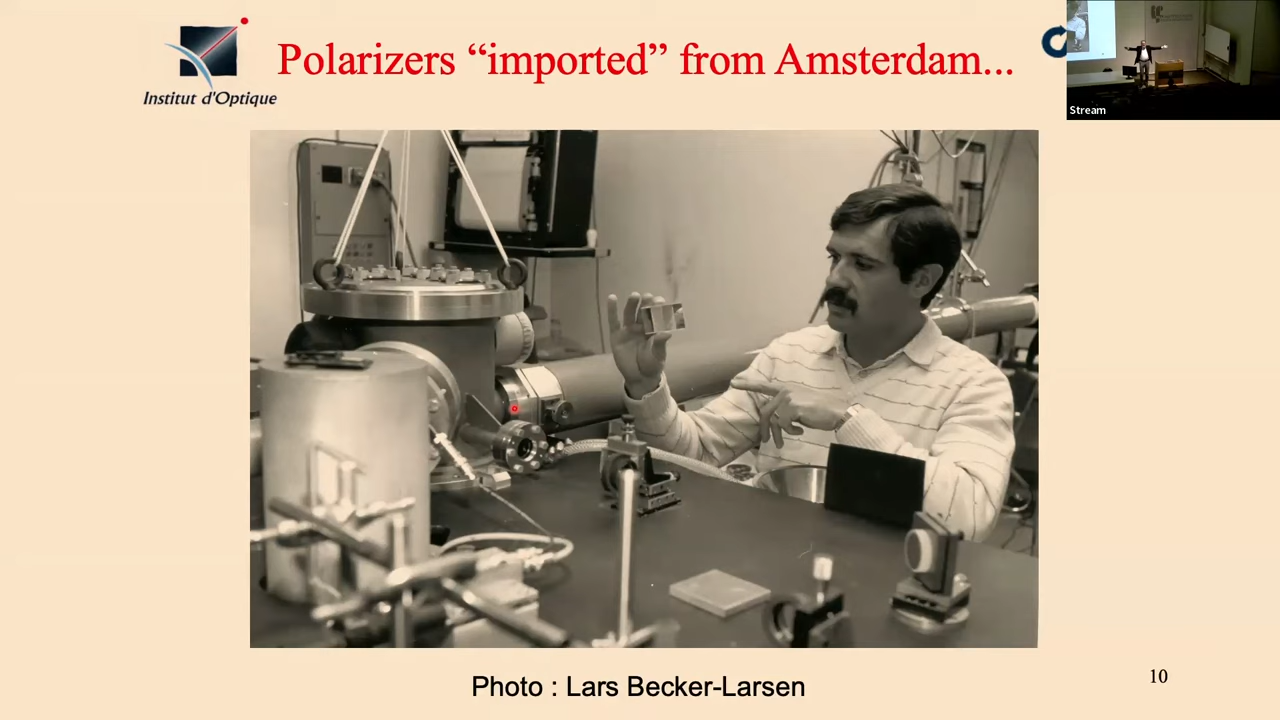 Polarizers “imported” from Amsterdam...
Institut d'Optique
Stream
Photo : Lars Becker-Larsen
10